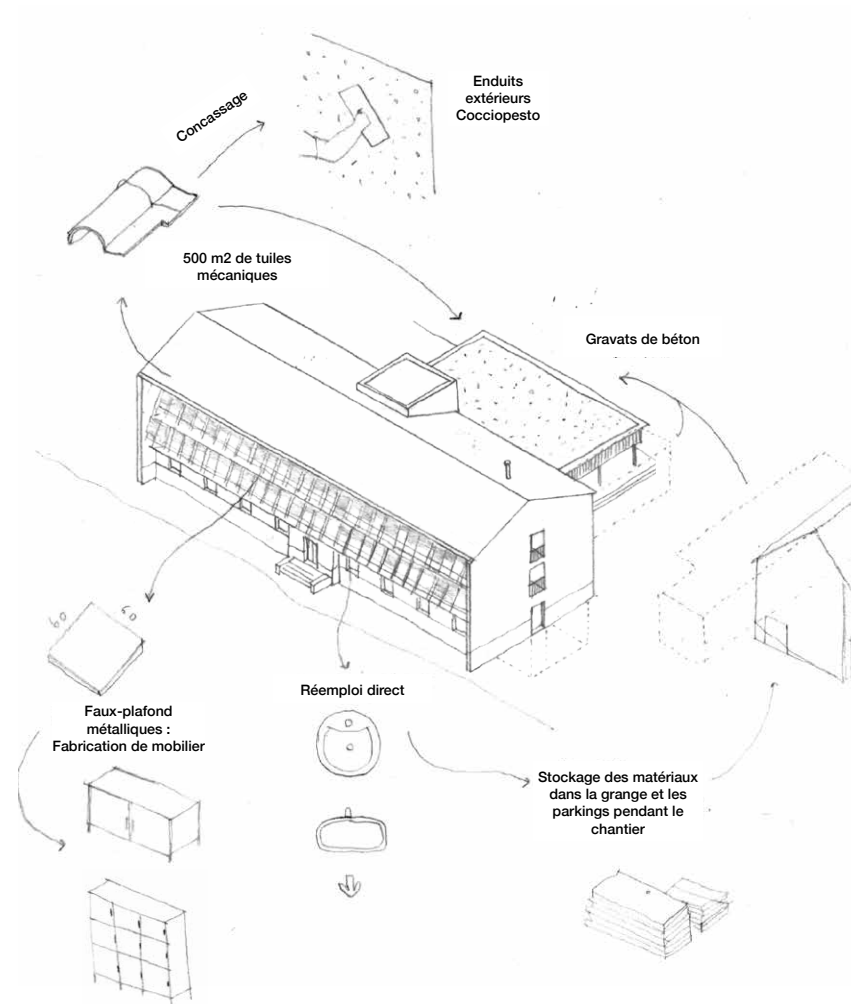 Enduits
extérieurs
Cocciopesto
Concassage
500 m2 de tuiles
mécaniques
Gravats de béton
60
60
Réemploi direct
Faux-plafond
métalliques :
Fabrication de mobilier
Stockage des matériaux
dans la grange et les
parkings pendant le
chantier